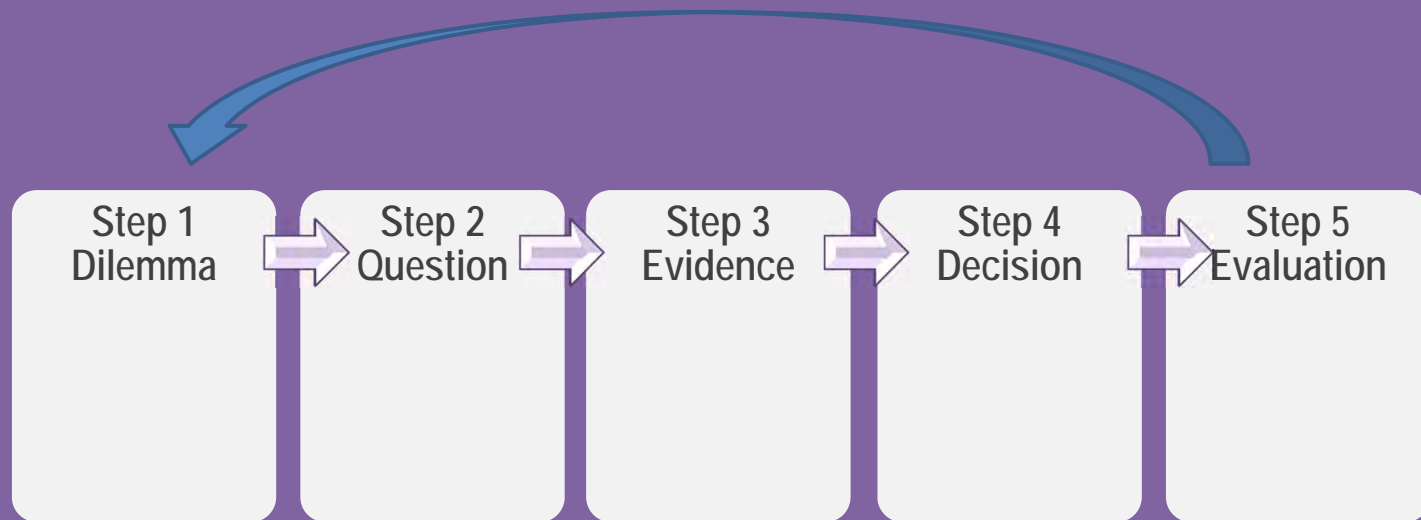 Step 1
Dilemma
Step 2
Question
Step 3
Evidence
Step 4
Decision
Step 5
Evaluation